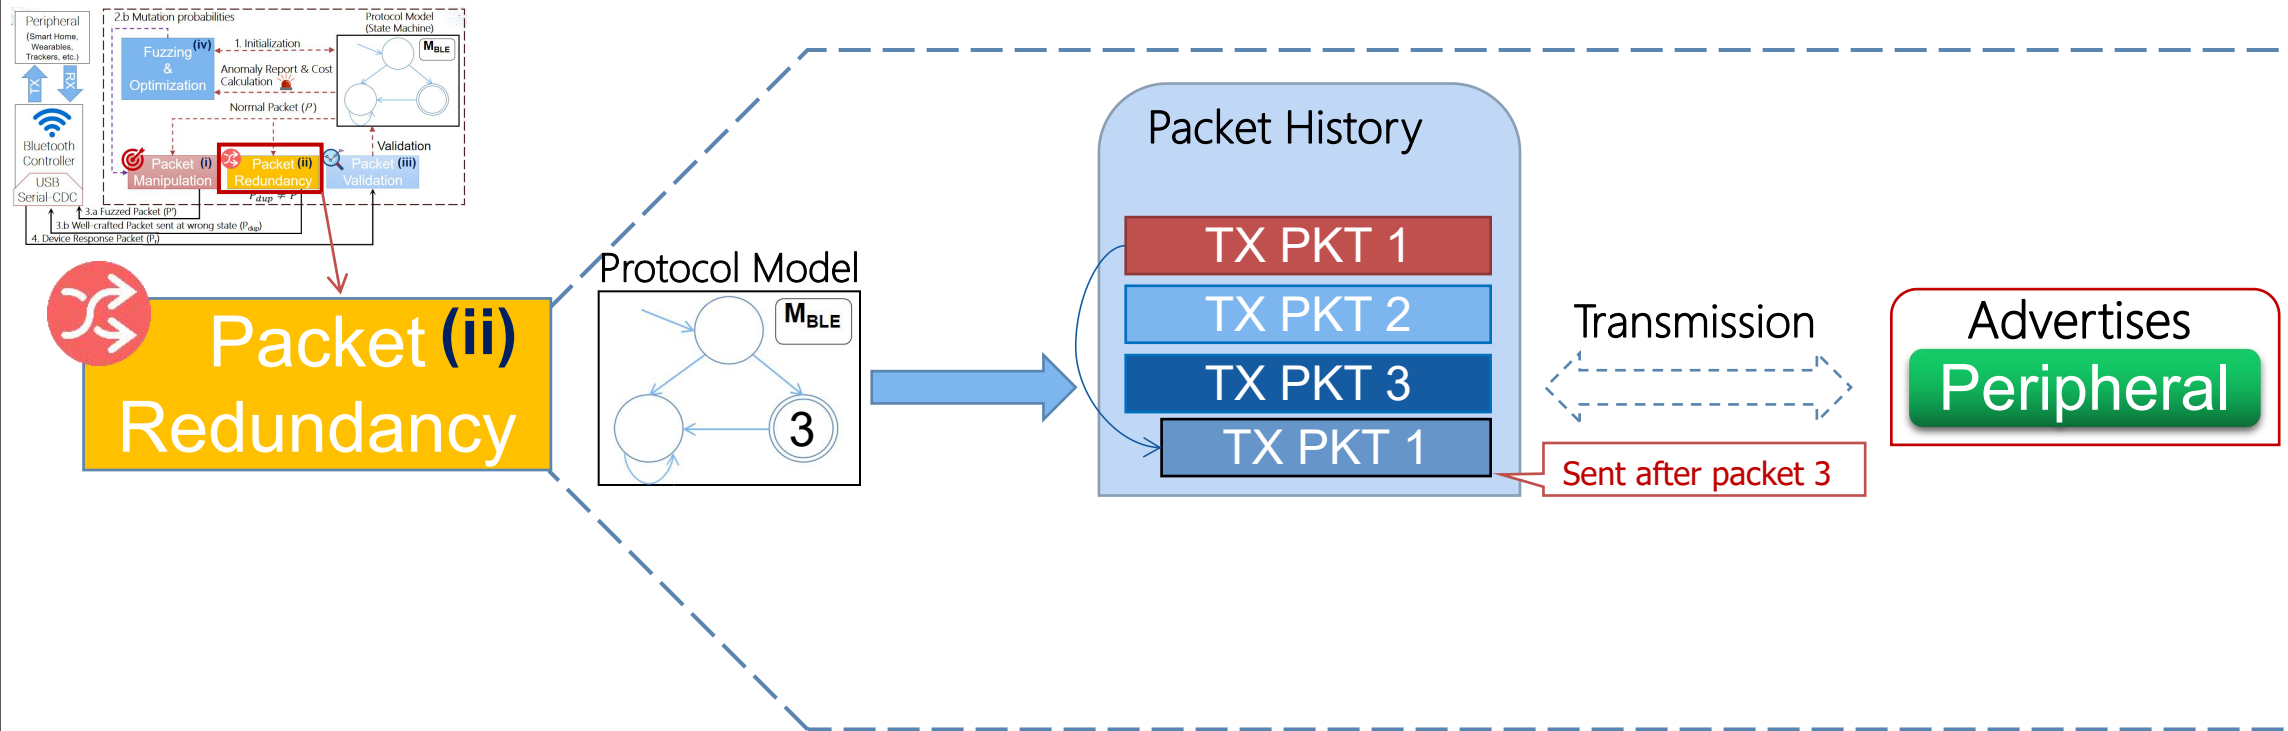 Peripheral
(Smart Home,
Wearables,
Trackers, etc.)
TX
RX
Bluetooth
Controller
USB
Serial-CDC
2.b Mutation probabilities
Fuzzing (iv)
&
Optimization
1. Initialization
Anomaly Report & Cost
Calculation
Normal Packet (P)
Protocol Model
(State Machine)
MBLE
Validation
Packet (i)
Manipulation
Packet (ii)
Redundancy
Packet (iii)
Validation
Pdup ≠ P
3.a Fuzzed Packet (P')
3.b Well-crafted Packet sent at wrong state (Pdup)
4. Device Response Packet (Pr)
Packet (ii)
Redundancy
Protocol Model
MBLE
3
Packet History
TX PKT 1
TX PKT 2
TX PKT 3
TX PKT 1
Sent after packet 3
Transmission
Advertises
Peripheral